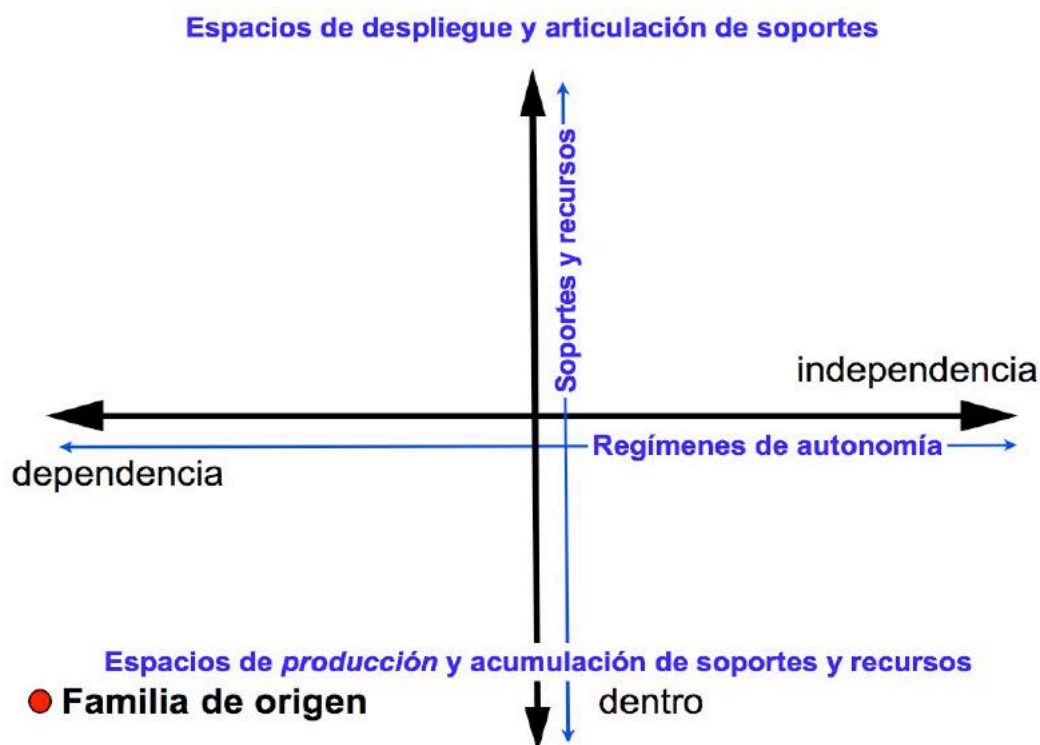 Espacios de despliegue y articulación de soportes
Soportes y recursos
independencia
Regímenes de autonomía
dependencia
Espacios de producción y acumulación de soportes y recursos
Familia de origen
dentro